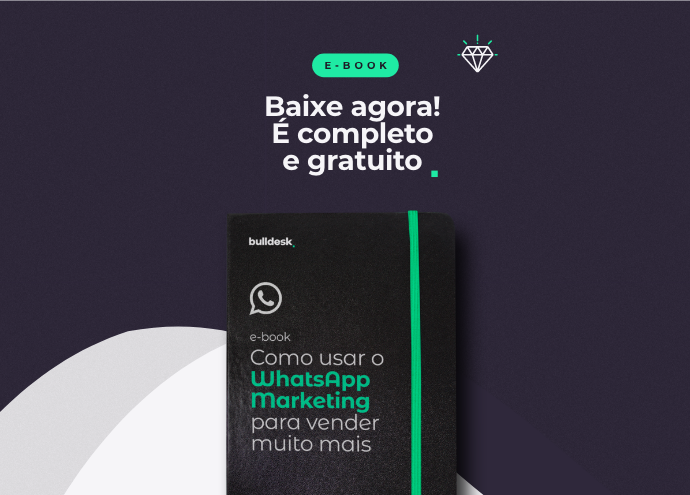 E-BOOK
Baixe agora!
É completo
e gratuito
bulldesk
e-book
Como usar o
WhatsApp
Marketing
para vender
muito mais